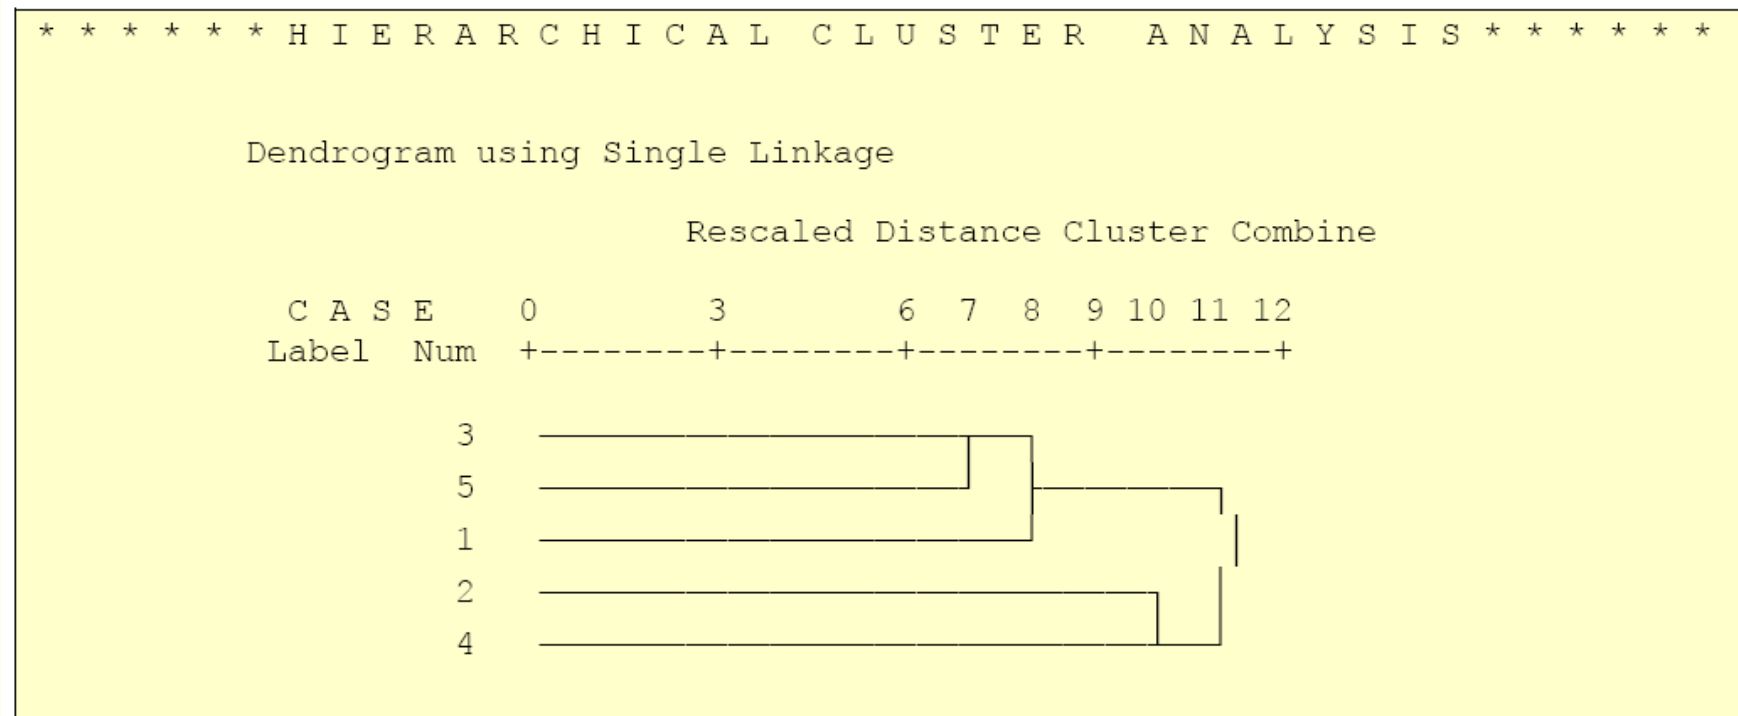 * * * * * * H I E R A R C H I C A L   C L U S T E R   A N A L Y S I S * * * * * *
Dendrogram using Single Linkage
Rescaled Distance Cluster Combine
C A S E 0 3 6 7 8 9 10 11 12
Label Num +--------+--------+--------+--------+
3
5
1
2
4